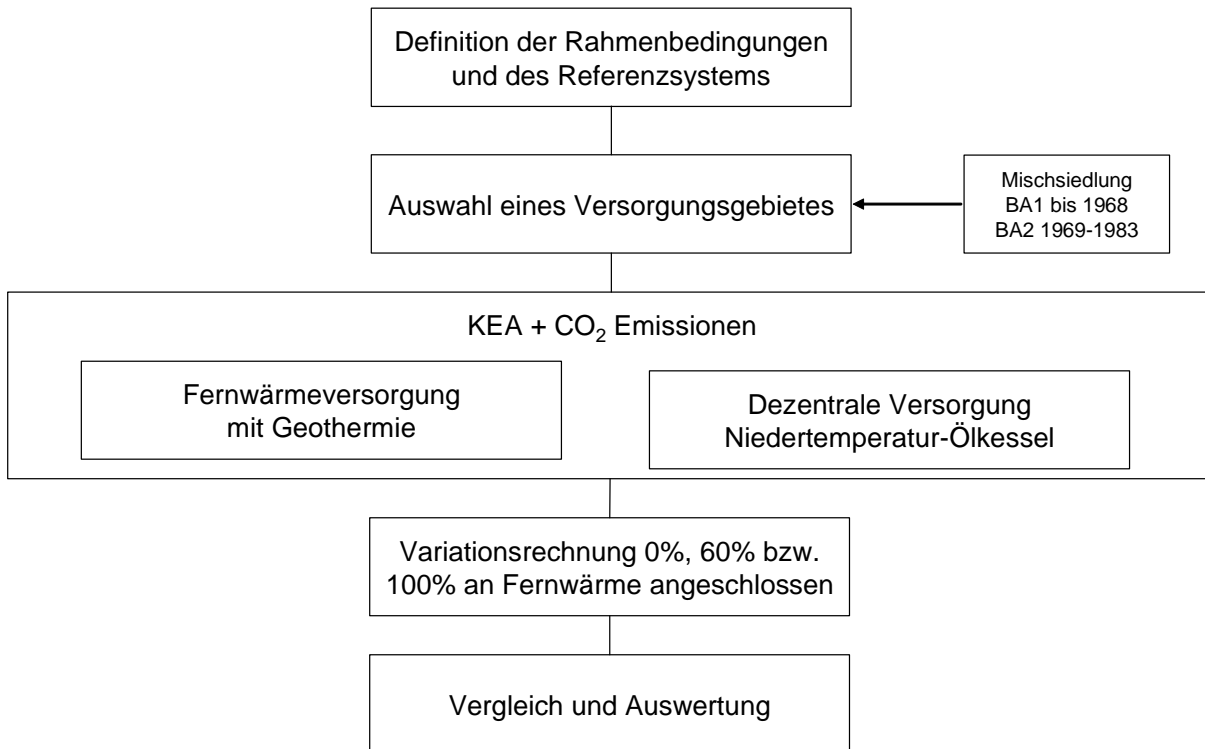 Definition der Rahmenbedingungen
und des Referenzsystems
Auswahl eines Versorgungsgebietes
Mischsiedlung
BA1 bis 1968
BA2 1969-1983
KEA + CO₂ Emissionen
Fernwärmeversorgung
mit Geothermie
Dezentrale Versorgung
Niedertemperatur-Ölkessel
Variationsrechnung 0%, 60% bzw.
100% an Fernwärme angeschlossen
Vergleich und Auswertung